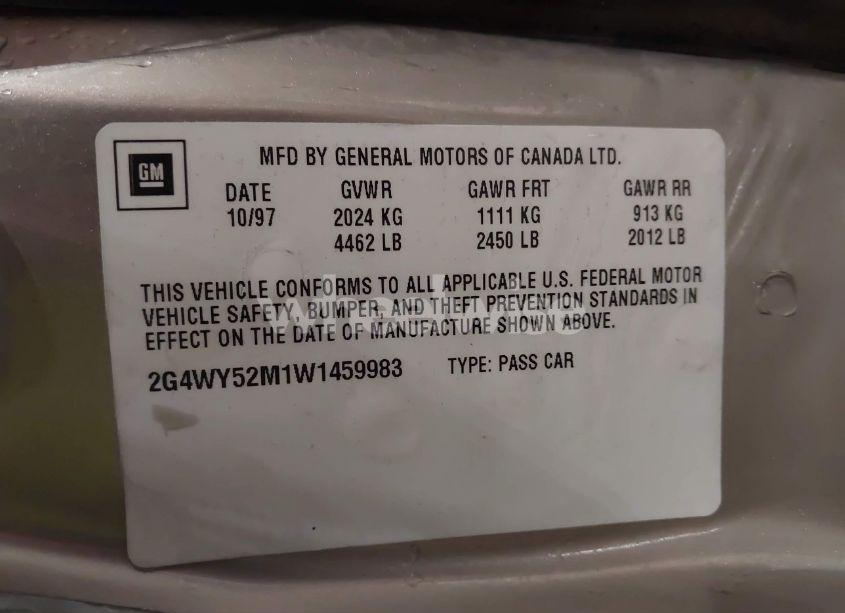 GM
MFD BY GENERAL MOTORS OF CANADA LTD.
DATE GVWR GAWR FRT GAWR RR
10/97 2024 KG 1111 KG 913 KG
4462 LB 2450 LB 2012 LB
THIS VEHICLE CONFORMS TO ALL APPLICABLE U.S. FEDERAL MOTOR
VEHICLE SAFETY, BUMPER, AND THEFT PREVENTION STANDARDS IN
EFFECT ON THE DATE OF MANUFACTURE SHOWN ABOVE.
2G4WY52M1W1459983 TYPE: PASS CAR